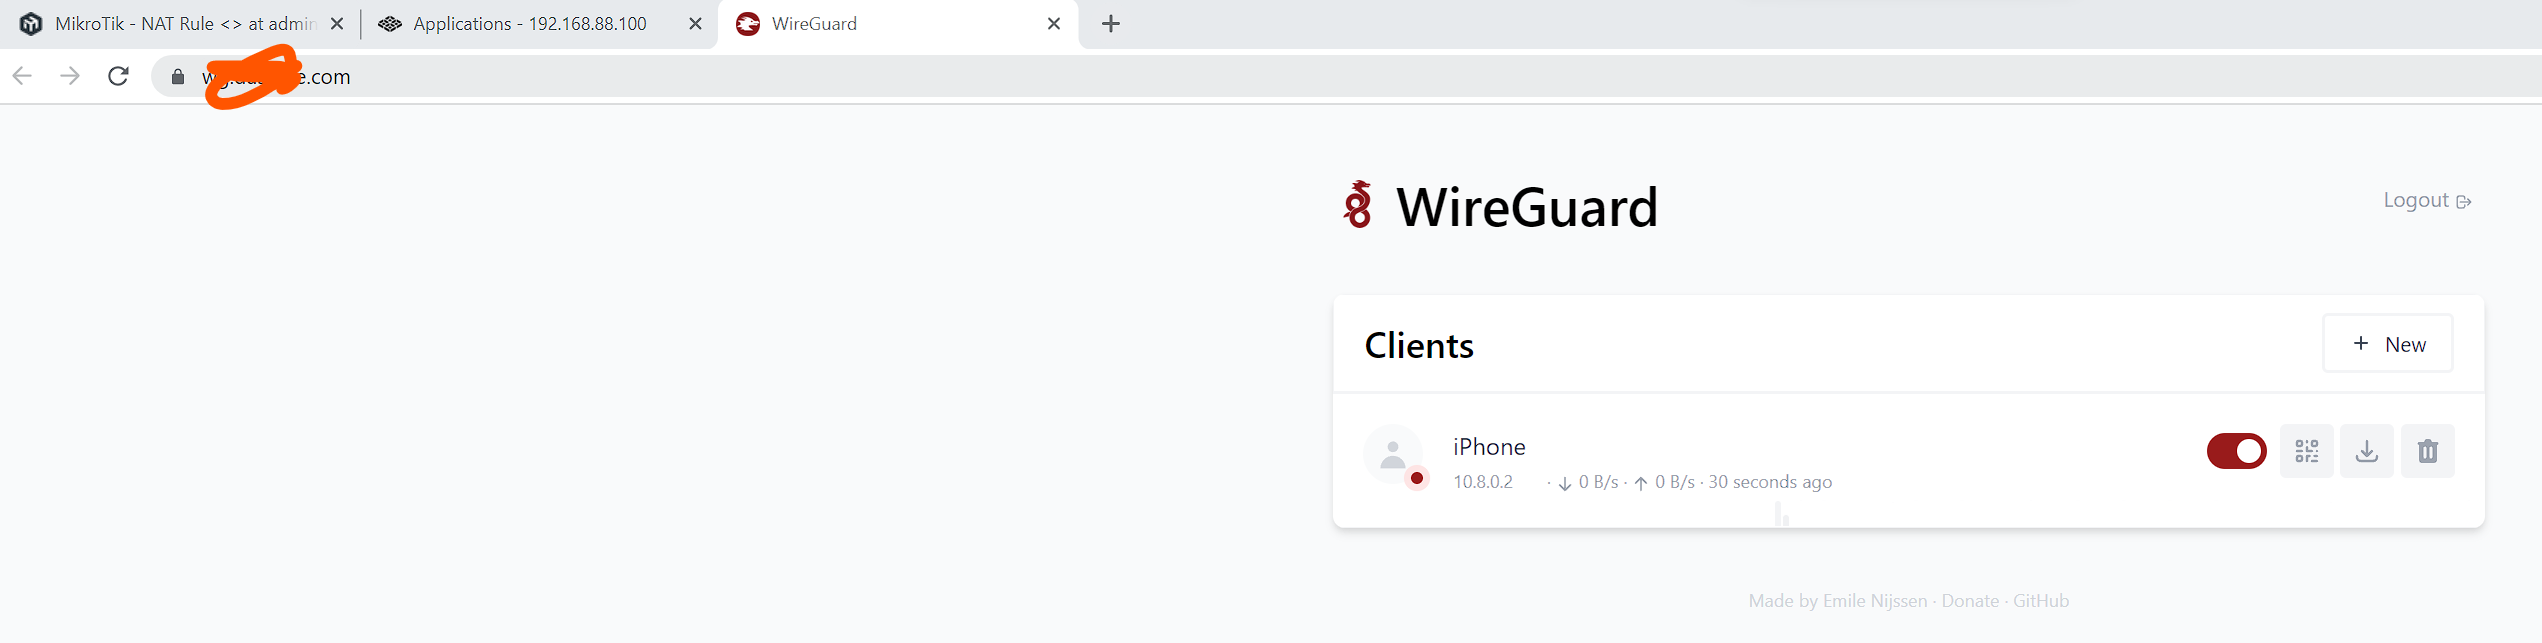 MikroTik - NAT Rule <> at admin
Applications - 192.168.88.100
WireGuard
.com
WireGuard
Logout
Clients
+ New
iPhone
10.8.0.2 · ↓ 0 B/s · ↑ 0 B/s · 30 seconds ago
Made by Emile Nijssen · Donate · GitHub